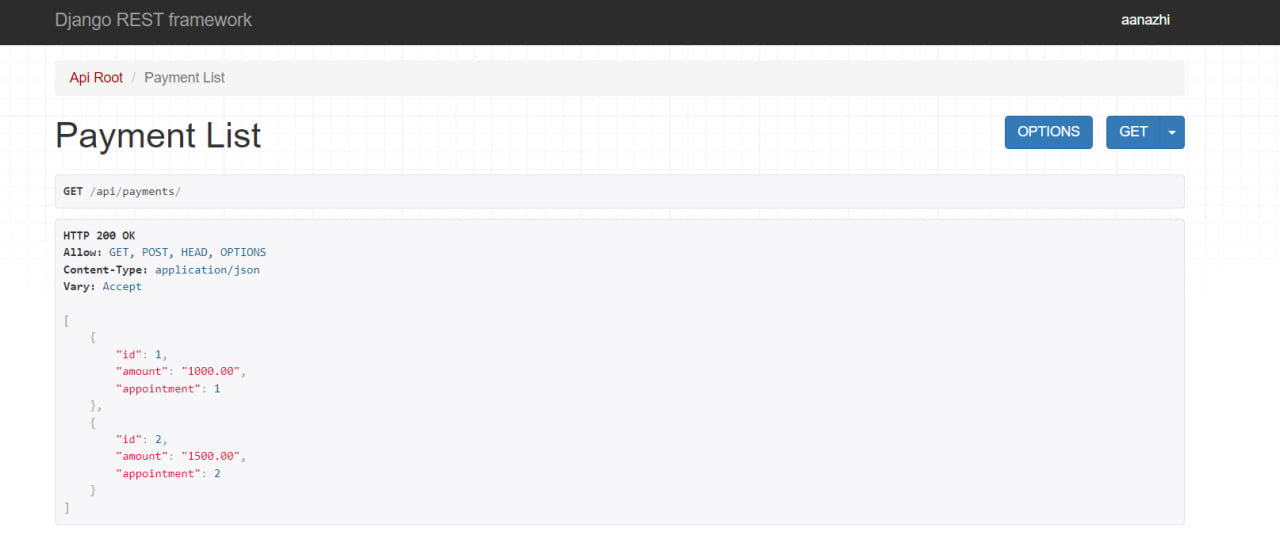 Django REST framework
aanazhi
Api Root / Payment List
Payment List
OPTIONS
GET
GET /api/payments/
HTTP 200 OK
Allow: GET, POST, HEAD, OPTIONS
Content-Type: application/json
Vary: Accept
[
    {
        "id": 1,
        "amount": "1000.00",
        "appointment": 1
    },
    {
        "id": 2,
        "amount": "1500.00",
        "appointment": 2
    }
]